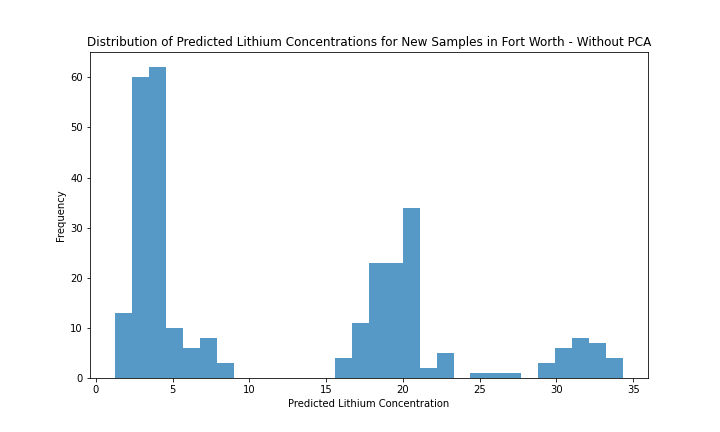 Distribution of Predicted Lithium Concentrations for New Samples in Fort Worth - Without PCA
60
50
40
30
20
10
0
Frequency
0 5 10 15 20 25 30 35
Predicted Lithium Concentration